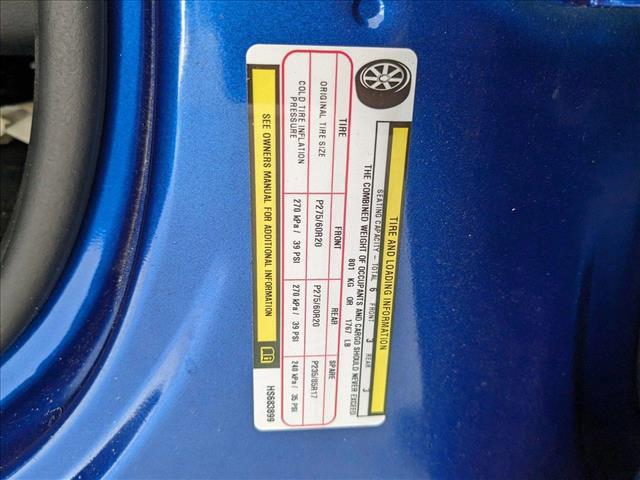 TIRE AND LOADING INFORMATION
SEATING CAPACITY - TOTAL 6 FRONT 3 REAR 3
THE COMBINED WEIGHT OF OCCUPANTS AND CARGO SHOULD NEVER EXCEED
801 KG OR 1767 LB
TIRE FRONT REAR SPARE
ORIGINAL TIRE SIZE P275/60R20 P275/60R20 P235/85R17
COLD TIRE INFLATION PRESSURE 270 kPa / 39 PSI 270 kPa / 39 PSI 240 kPa / 35 PSI
SEE OWNERS MANUAL FOR ADDITIONAL INFORMATION
HS683899